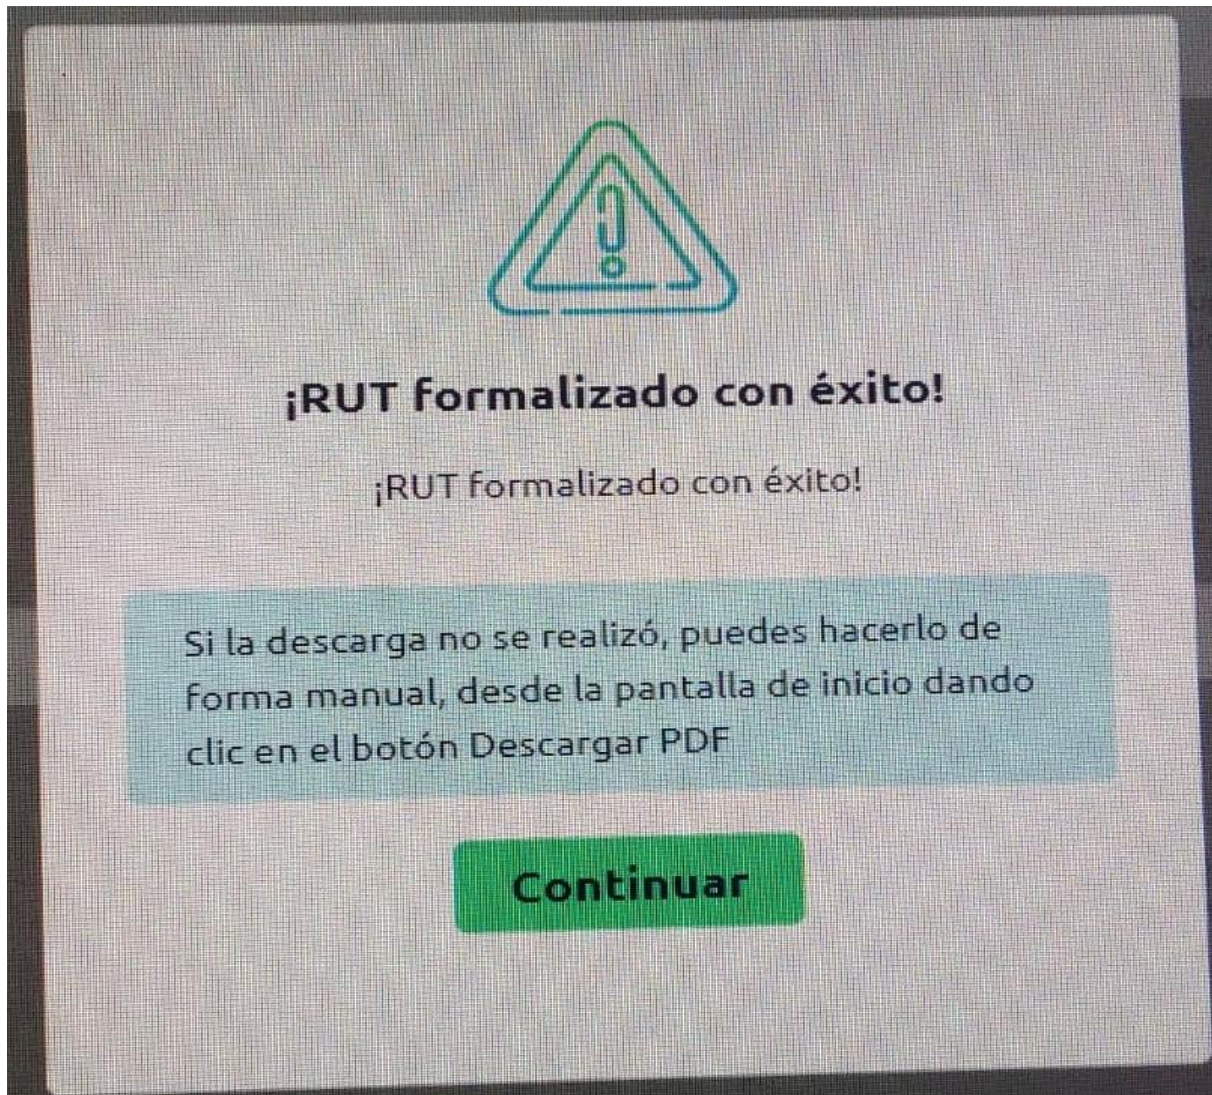 ¡RUT formalizado con éxito!
¡RUT formalizado con éxito!
Si la descarga no se realizó, puedes hacerlo de
forma manual, desde la pantalla de inicio dando
clic en el botón Descargar PDF
Continuar